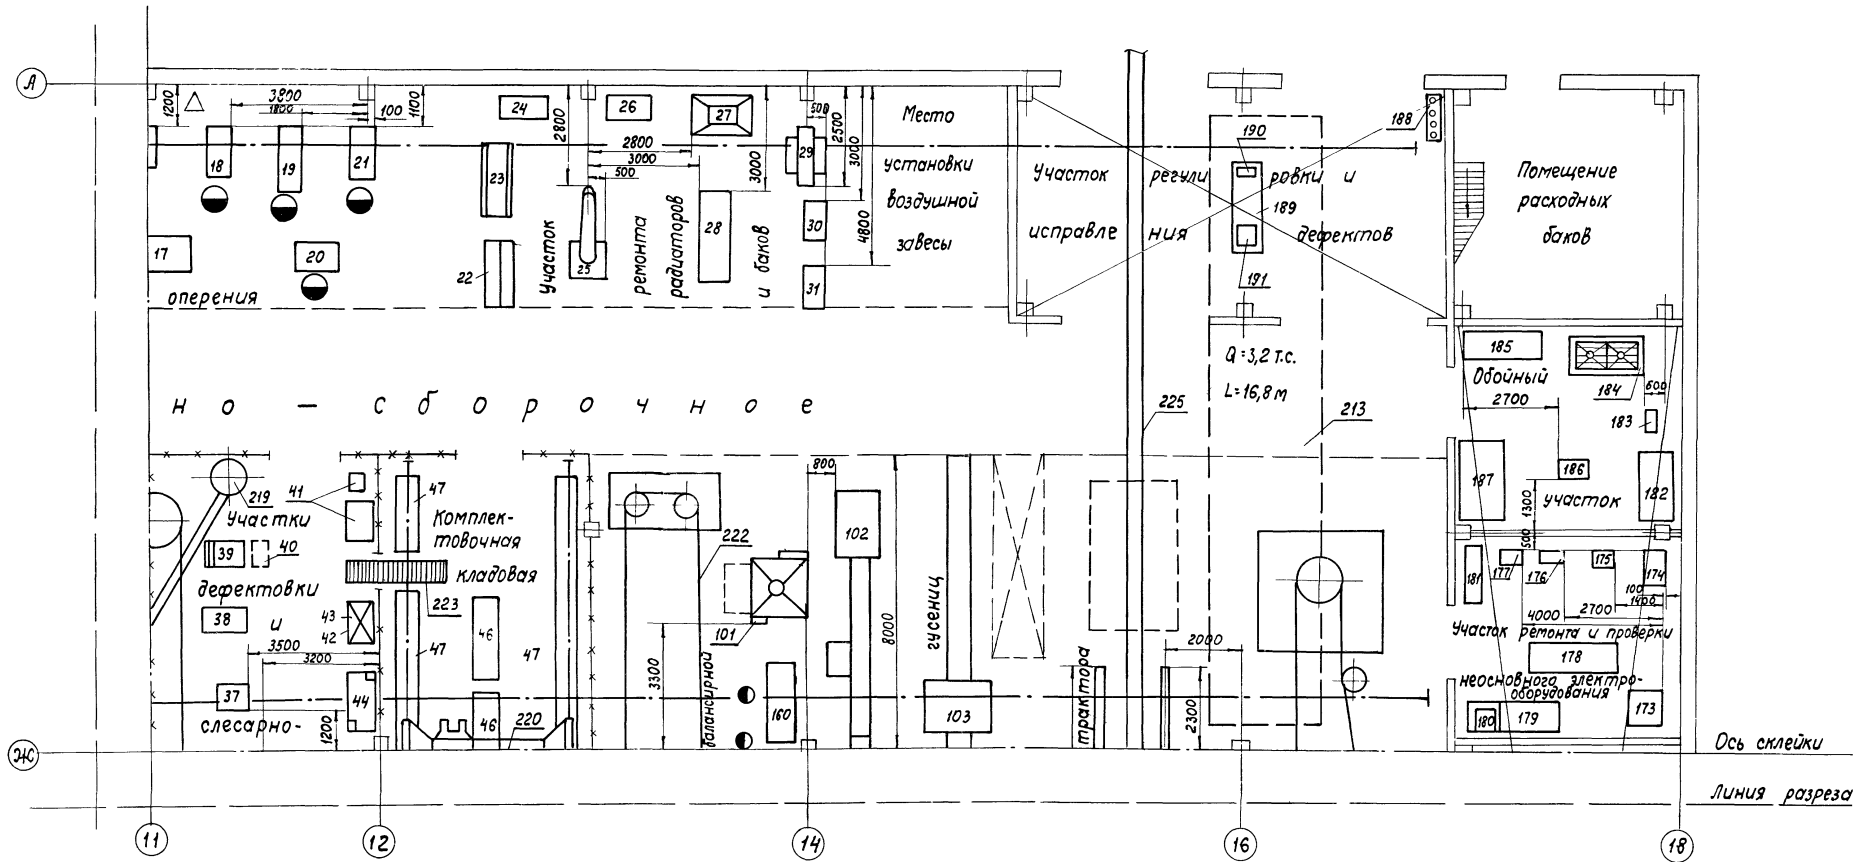 А
1200
3800
1800
100
1100
24
26
27
500
2500
3000
Место
установки
воздушной
завесы
188
190
2800
2800
3000
500
3000
18
19
21
23
29
28
30
31
4800
17
20
22
25
оперения
Участок
ремонта
радиаторов
и баков
Участок регулировки и
исправления дефектов
189
191
Помещение
расходных
баков
Q=3,2 т.с.
L=16,8 м
но - сборочное
225
213
185
Обойный
184
600
2700
183
187
186
182
участок
1300
500
219
41
47
Участки
Комплек-
товочная
кладовая
39
40
дефектовки
38
и
43
42
223
222
800
102
101
46
47
47
3500
3200
37
44
46
слесарно-
1200
220
3300
балансирной
160
8000
гусениц
103
трактора
2000
2300
181
177
176
175
174
100
1400
2700
4000
Участок ремонта и проверки
178
неосновного электро-
оборудования
180
179
173
Ж
Ось склейки
Линия разреза
11
12
14
16
18